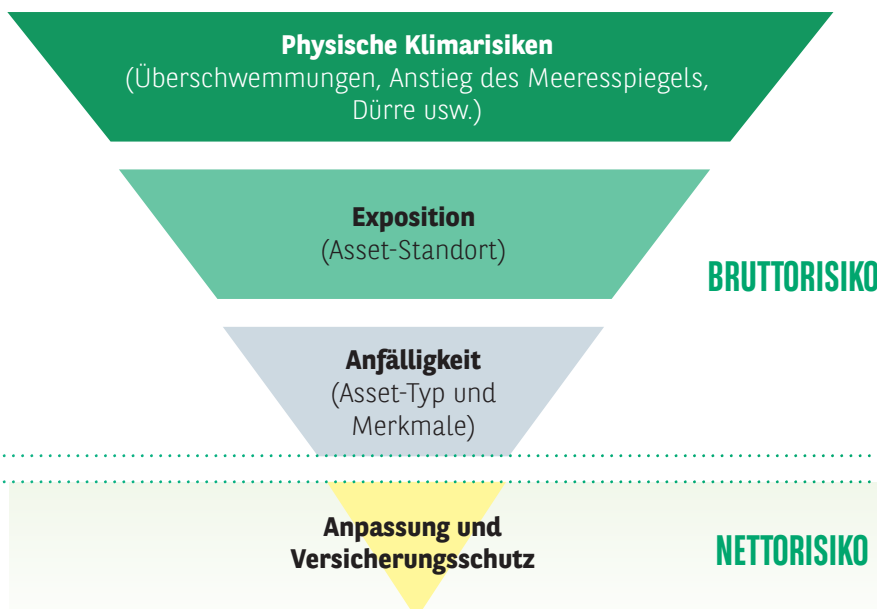 Physische Klimarisiken
(Überschwemmungen, Anstieg des Meeresspiegels,
Dürre usw.)
Exposition
(Asset-Standort)
BRUTTORISIKO
Anfälligkeit
(Asset-Typ und
Merkmale)
Anpassung und
Versicherungsschutz
NETTORISIKO